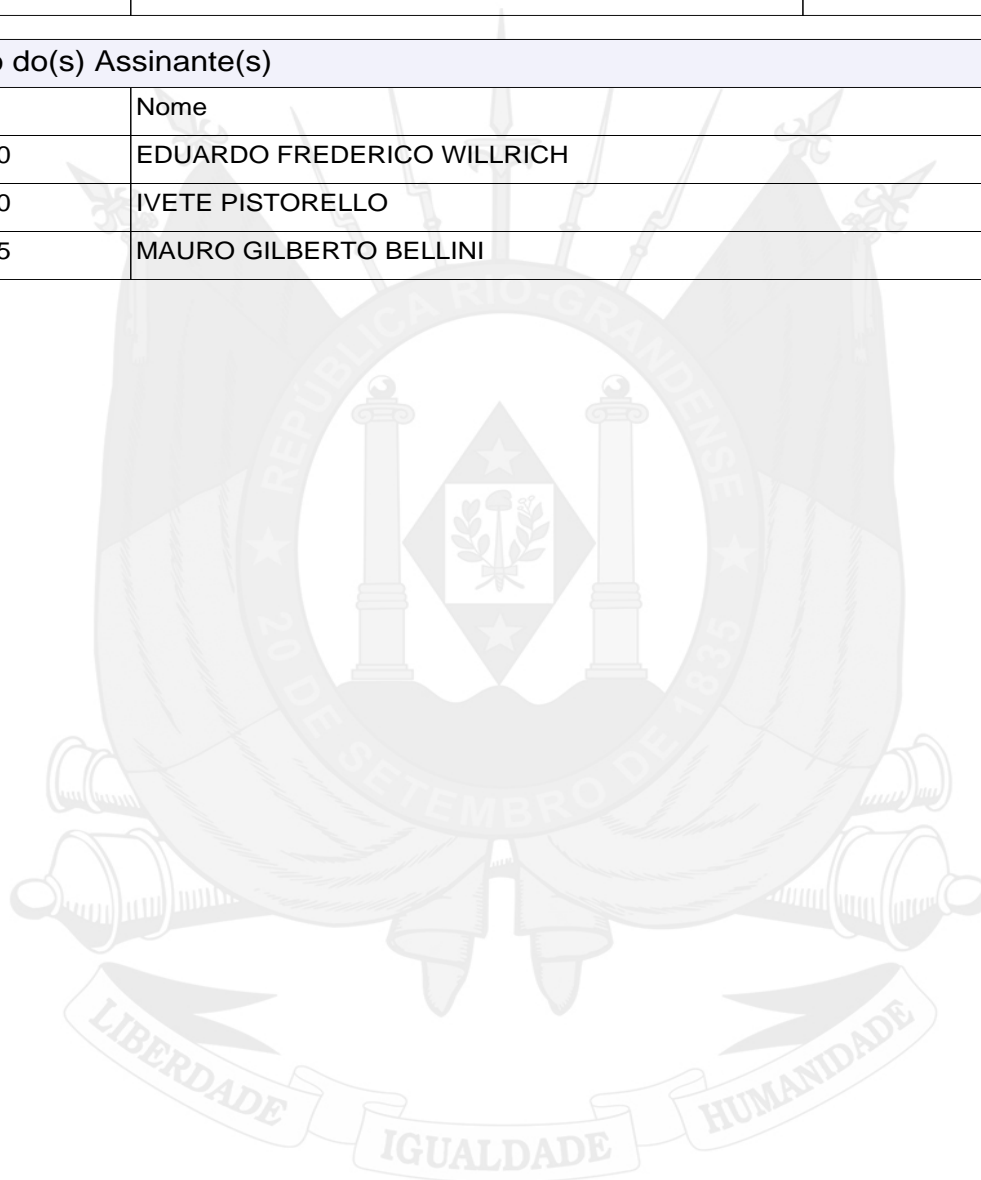 o do(s) Assinante(s)
Nome
0 EDUARDO FREDERICO WILLRICH
0 IVETE PISTORELLO
5 MAURO GILBERTO BELLINI
REPÚBLICA RIO-GRANDENSE
20 DE SETEMBRO DE 1835
LIBERDADE IGUALDADE HUMANIDADE